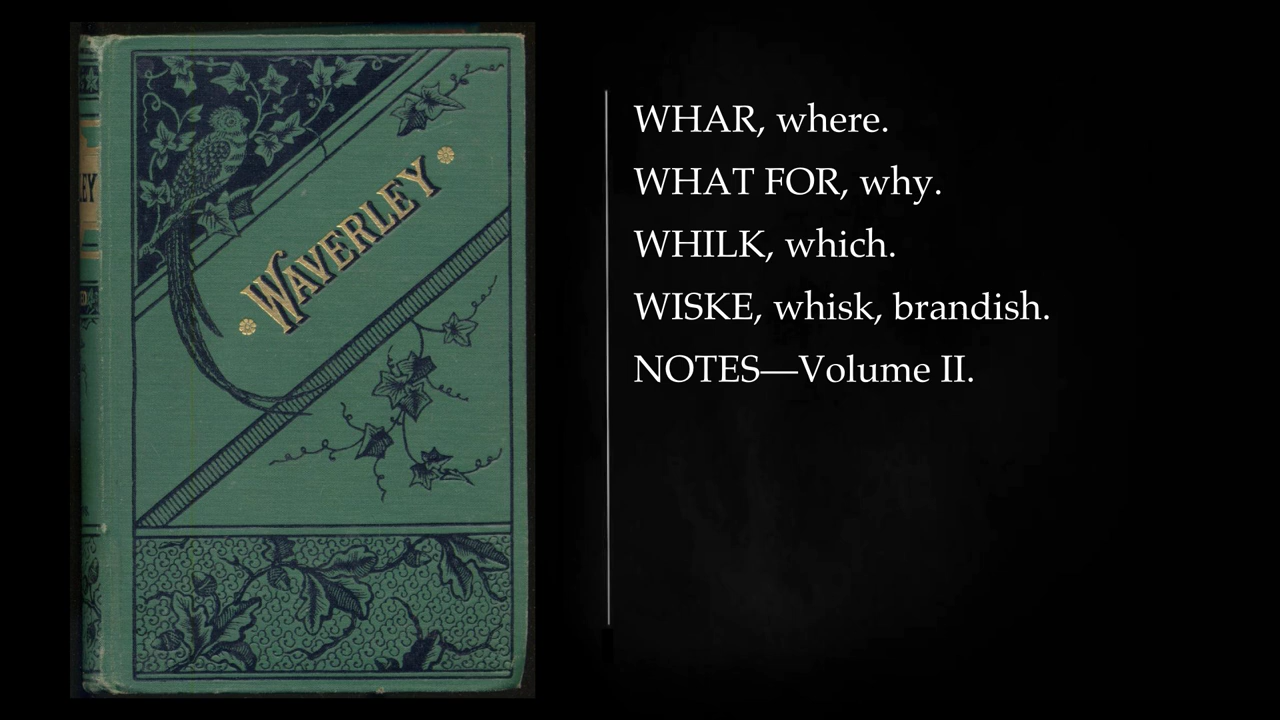 WAVERLEY
WHAR, where.
WHAT FOR, why.
WHILK, which.
WISKE, whisk, brandish.
NOTES—Volume II.